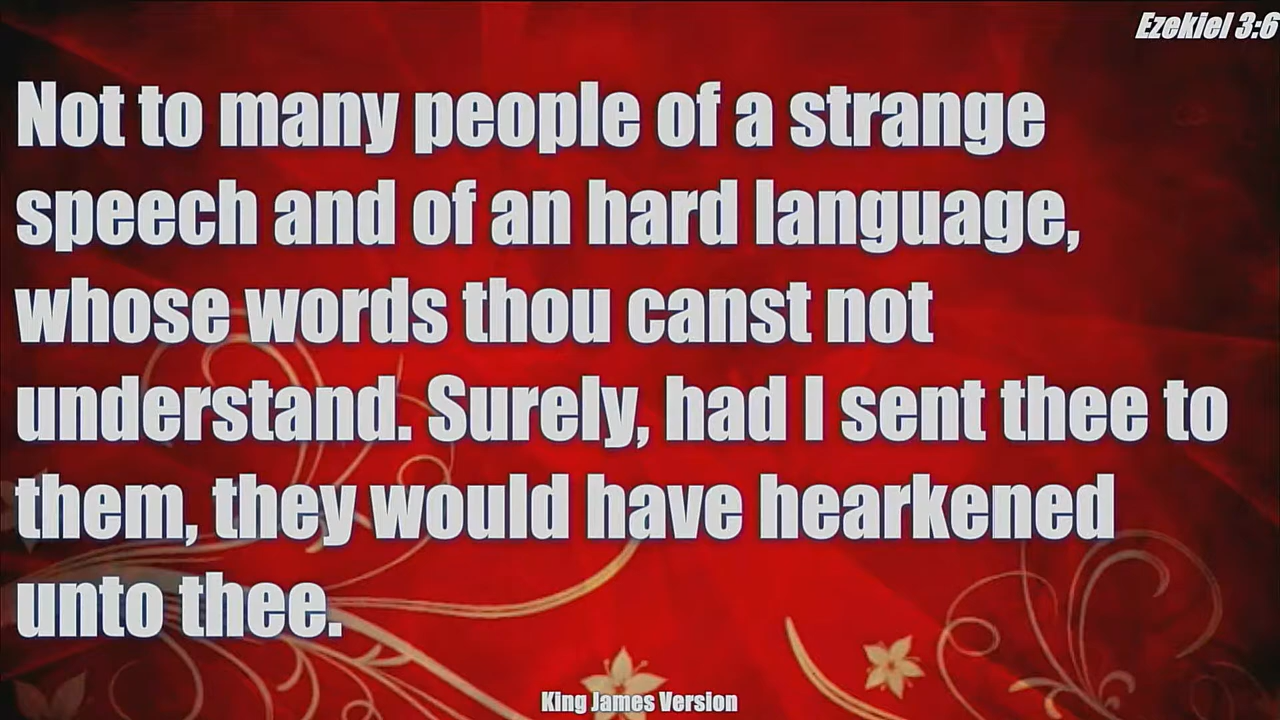 Ezekiel 3:6
Not to many people of a strange
speech and of an hard language,
whose words thou canst not
understand. Surely, had I sent thee to
them, they would have hearkened
unto thee.
King James Version